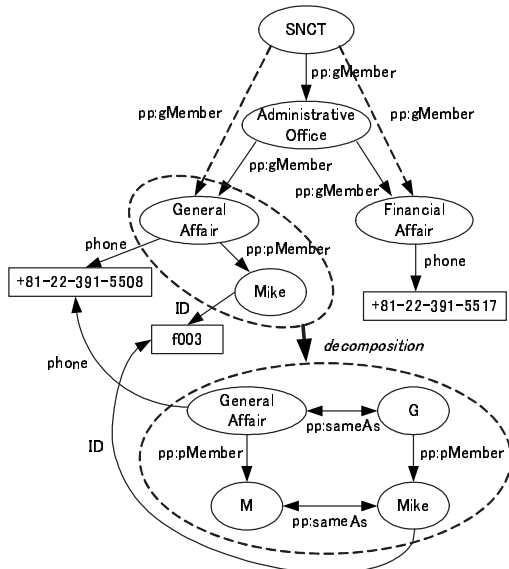 SNCT
pp:gMember
pp:gMember
pp:gMember
Administrative
Office
pp:gMember
pp:gMember
General
Affair
Financial
Affair
phone
pp:pMember
phone
+81-22-391-5508
Mike
+81-22-391-5517
ID
f003
decomposition
phone
General
Affair
G
pp:sameAs
ID
pp:pMember
pp:pMember
M
Mike
pp:sameAs